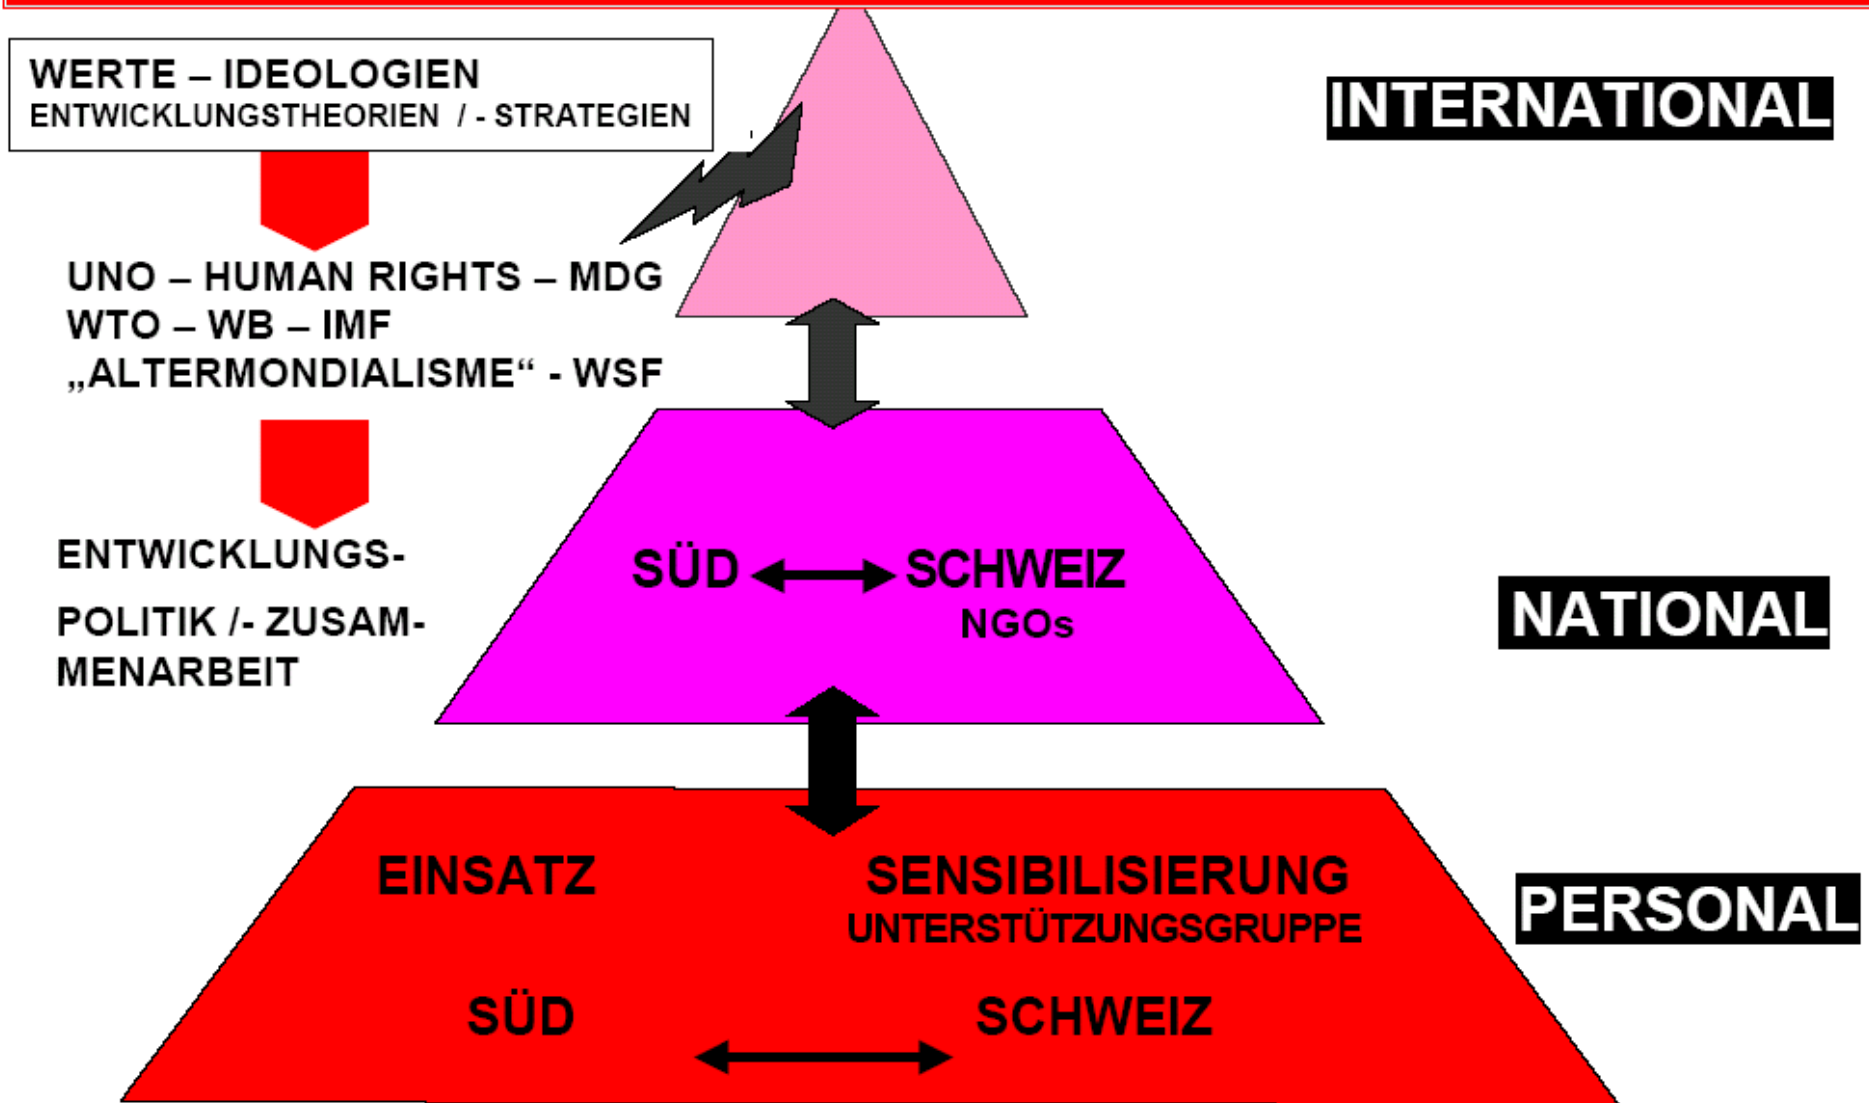 WERTE – IDEOLOGIEN
ENTWICKLUNGSTHEORIEN / - STRATEGIEN
INTERNATIONAL
UNO – HUMAN RIGHTS – MDG
WTO – WB – IMF
„ALTERMONDIALISME“ - WSF
ENTWICKLUNGS-
POLITIK /- ZUSAM-
MENARBEIT
SÜD SCHWEIZ
NGOs
NATIONAL
EINSATZ SENSIBILISIERUNG
UNTERSTÜTZUNGSGRUPPE
PERSONAL
SÜD SCHWEIZ